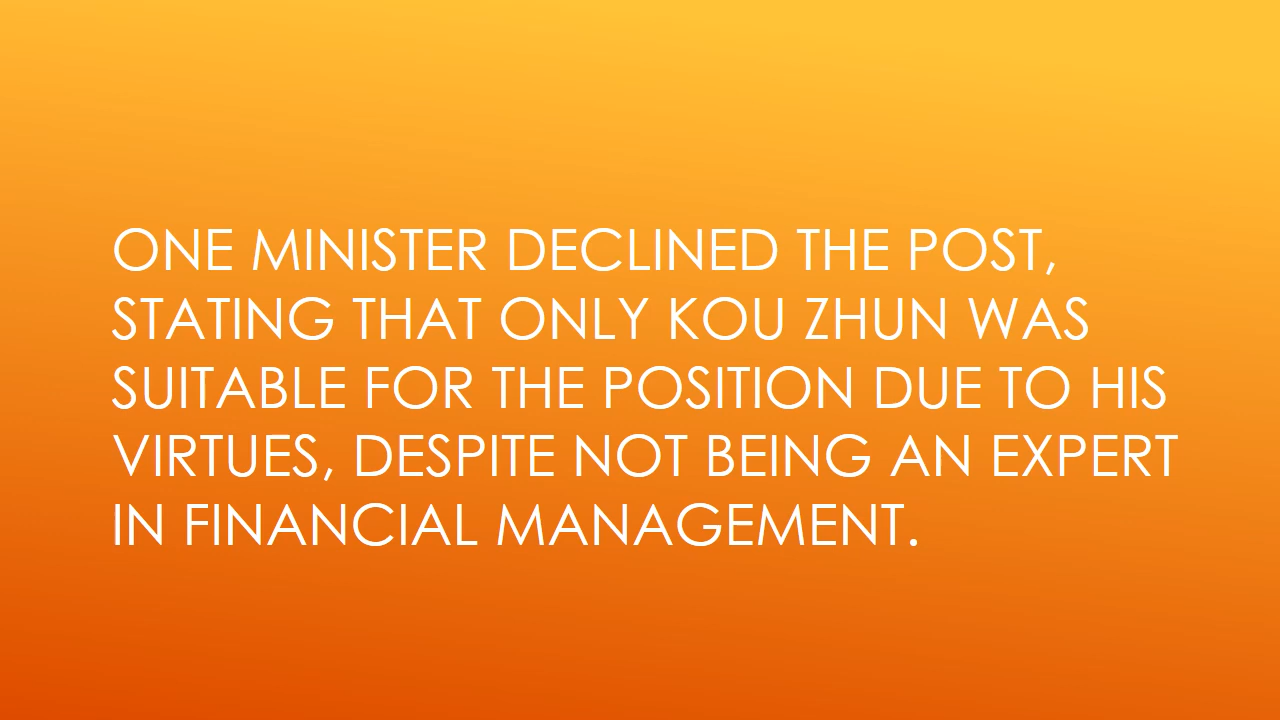 ONE MINISTER DECLINED THE POST,
STATING THAT ONLY KOU ZHUN WAS
SUITABLE FOR THE POSITION DUE TO HIS
VIRTUES, DESPITE NOT BEING AN EXPERT
IN FINANCIAL MANAGEMENT.